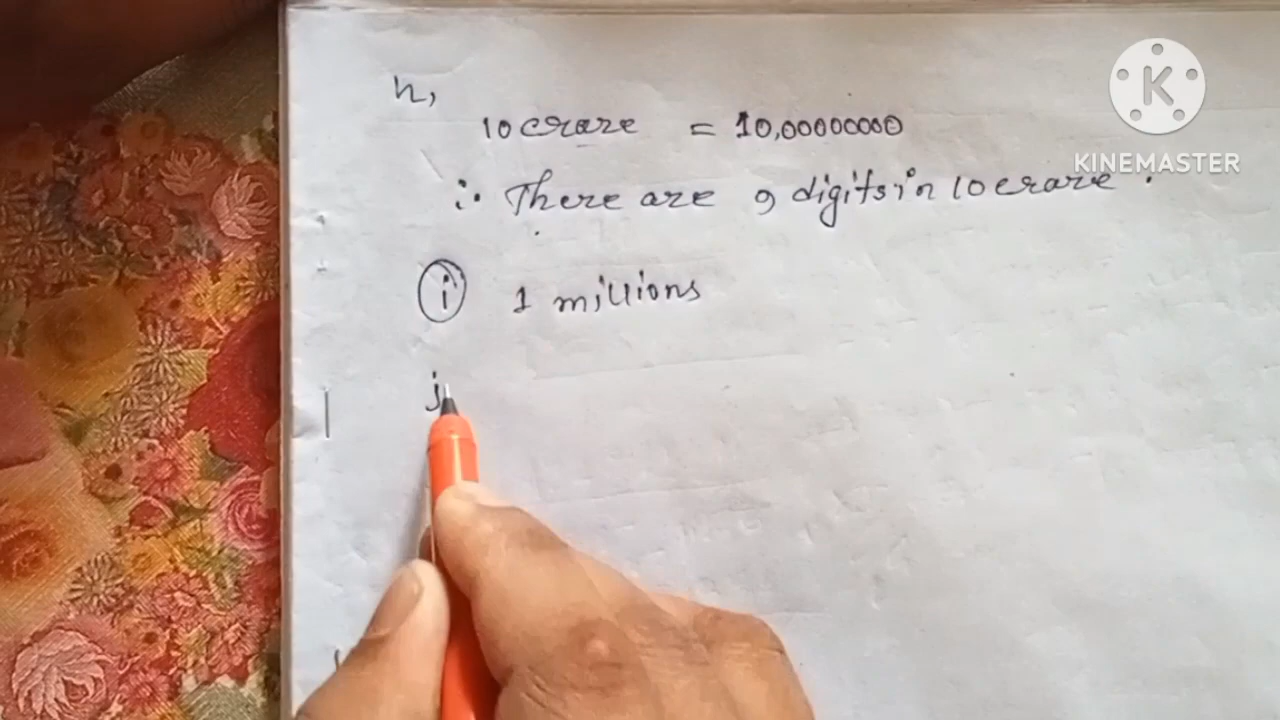 h,
10 crare = 10,00000000
∴ There are 9 digits in 10 crare.
i 1 millions
j
K
KINEMASTER